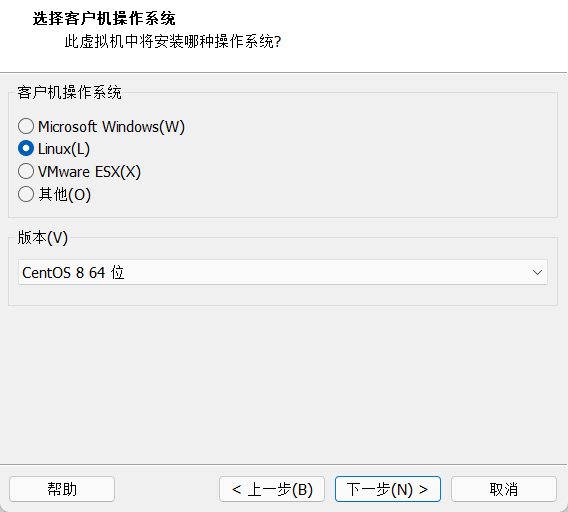 选择客户机操作系统
此虚拟机中将安装哪种操作系统?
客户机操作系统
Microsoft Windows(W)
Linux(L)
VMware ESX(X)
其他(O)
版本(V)
CentOS 8 64 位
帮助
< 上一步(B)
下一步(N) >
取消